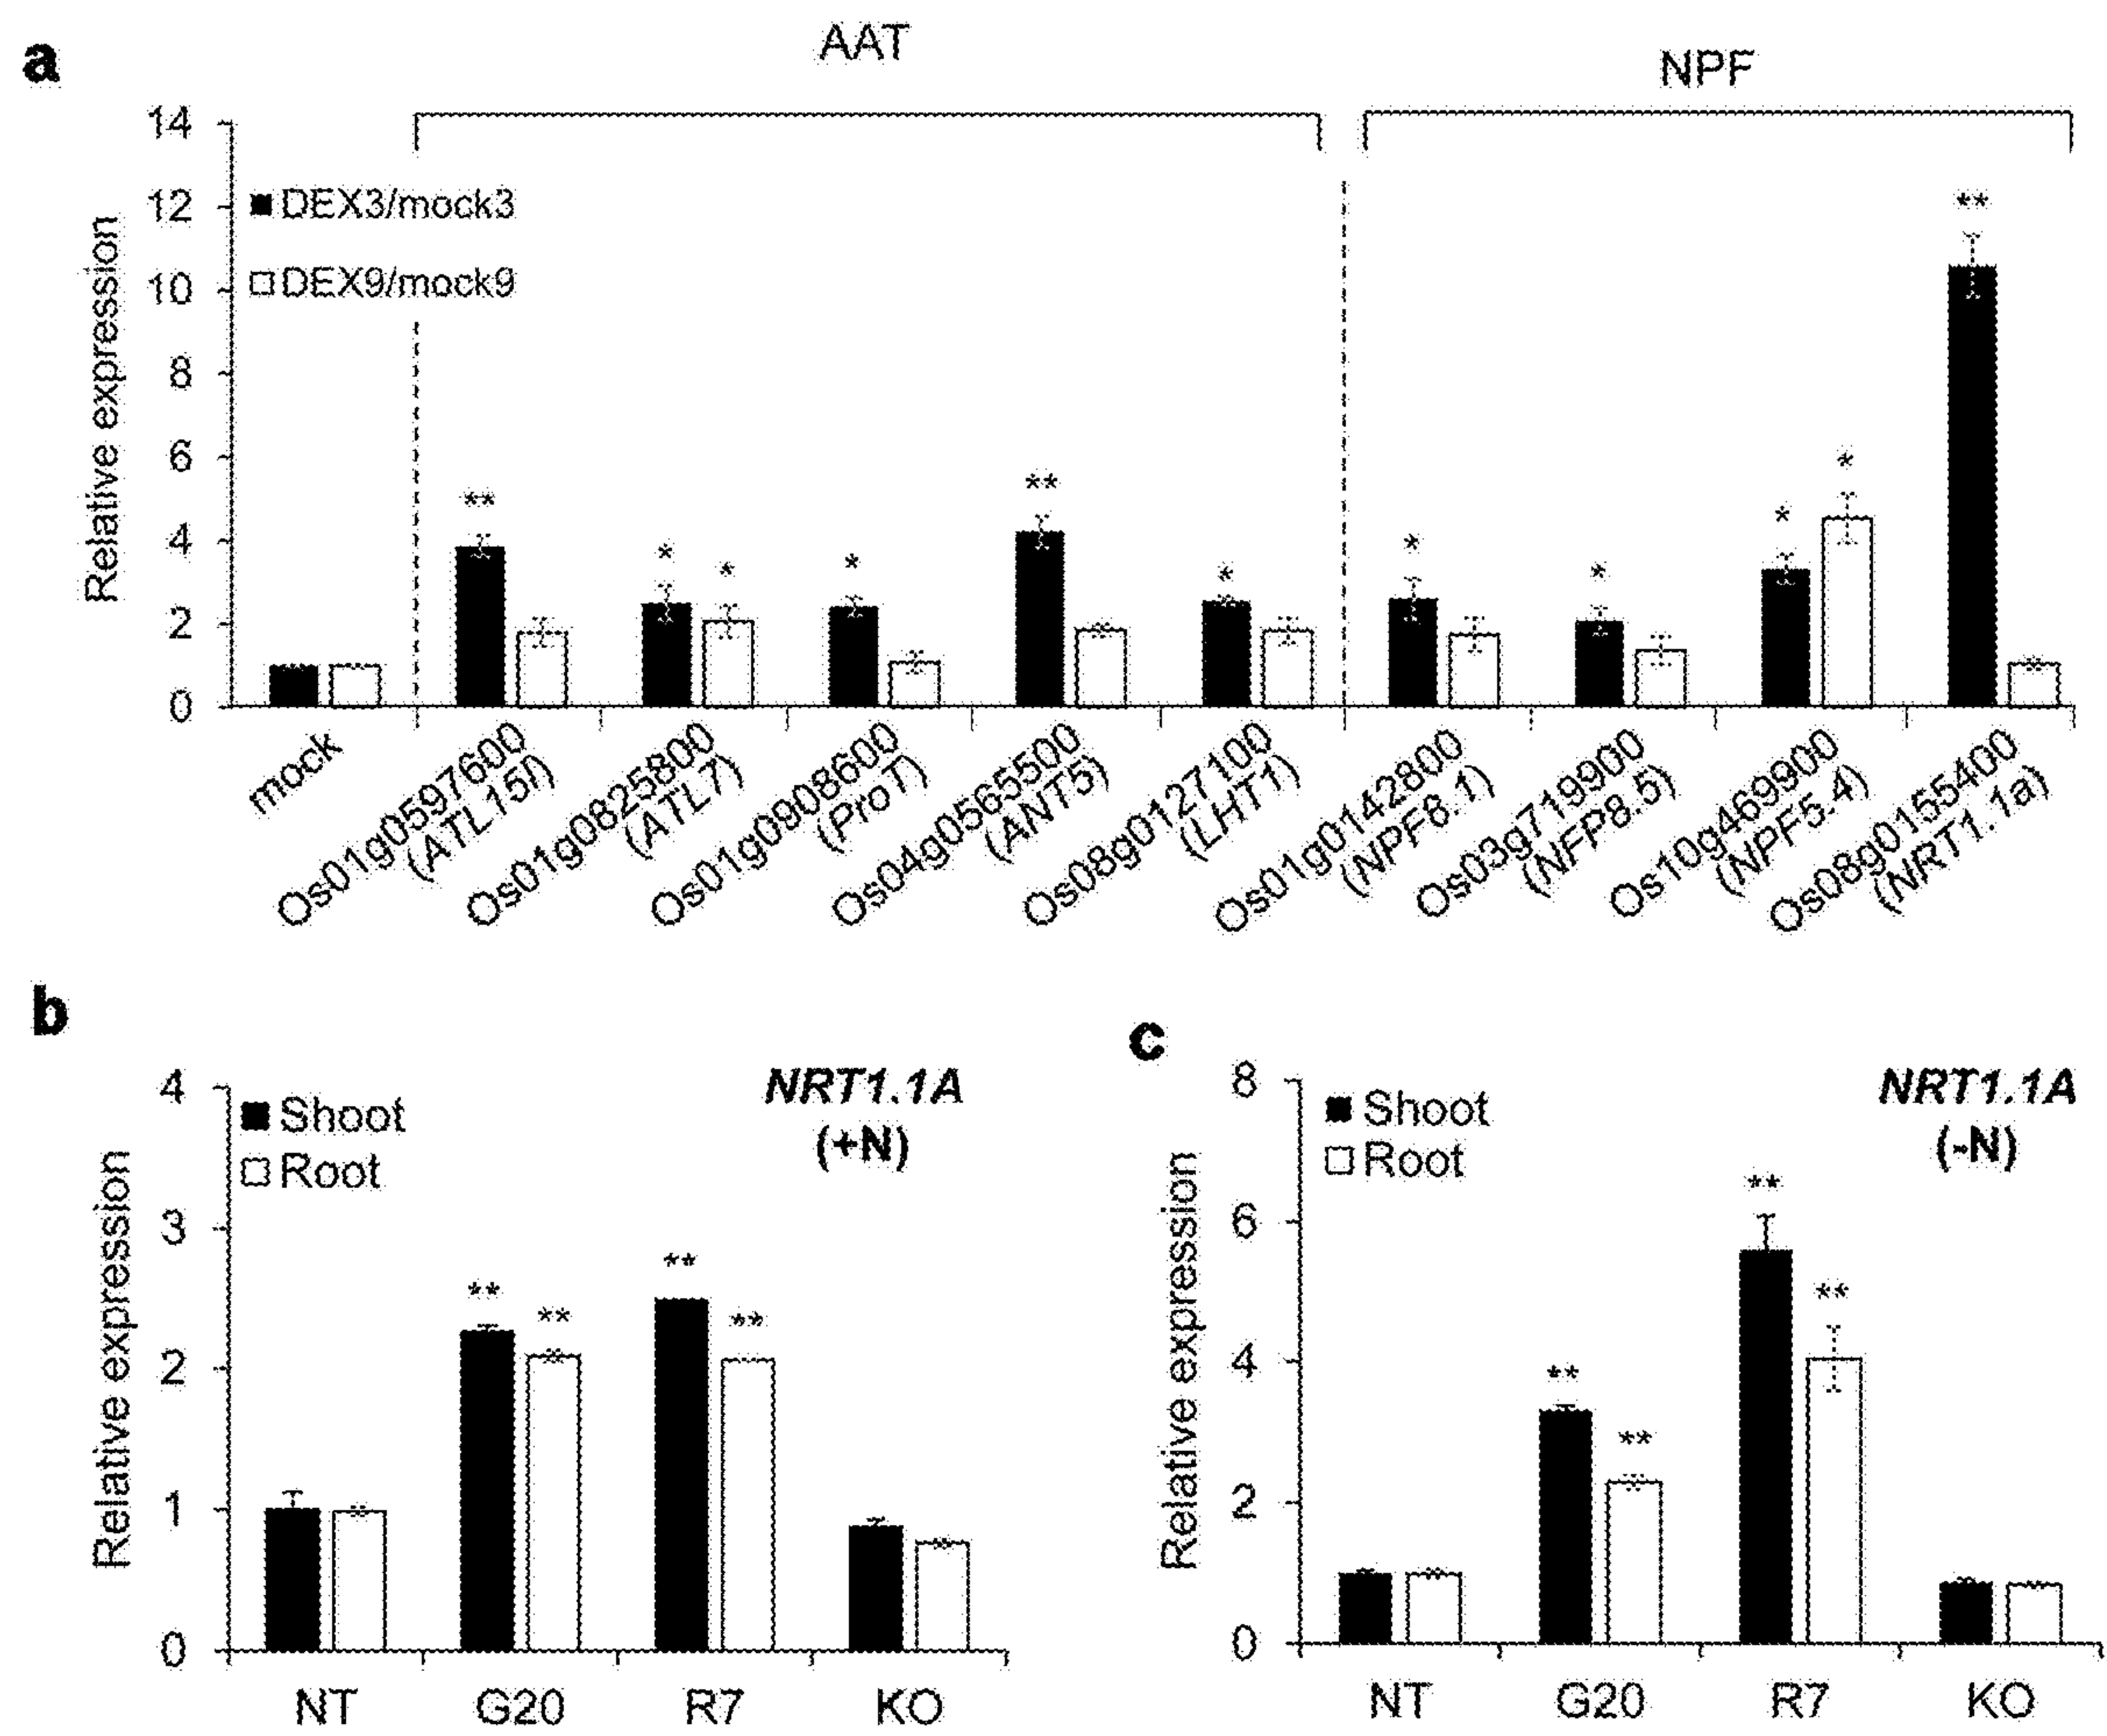 a
AAT
NPF
14
12
10
8
6
4
2
0
Relative expression
DEX3/mock3
DEX9/mock9
**
*
*
*
**
*
*
*
*
*
**
mock
Os01g0597600
(ATL15l)
Os01g0825800
(ATL7)
Os01g0908600
(ProT)
Os04g0565500
(ANT5)
Os08g0127100
(LHT1)
Os01g0142800
(NPF8.1)
Os03g719900
(NFP8.5)
Os10g469900
(NPF5.4)
Os08g0155400
(NRT1.1a)
b
4
3
2
1
0
Relative expression
Shoot
Root
NRT1.1A
(+N)
**
**
**
**
NT
G20
R7
KO
c
8
6
4
2
0
Relative expression
Shoot
Root
NRT1.1A
(-N)
**
**
**
**
NT
G20
R7
KO